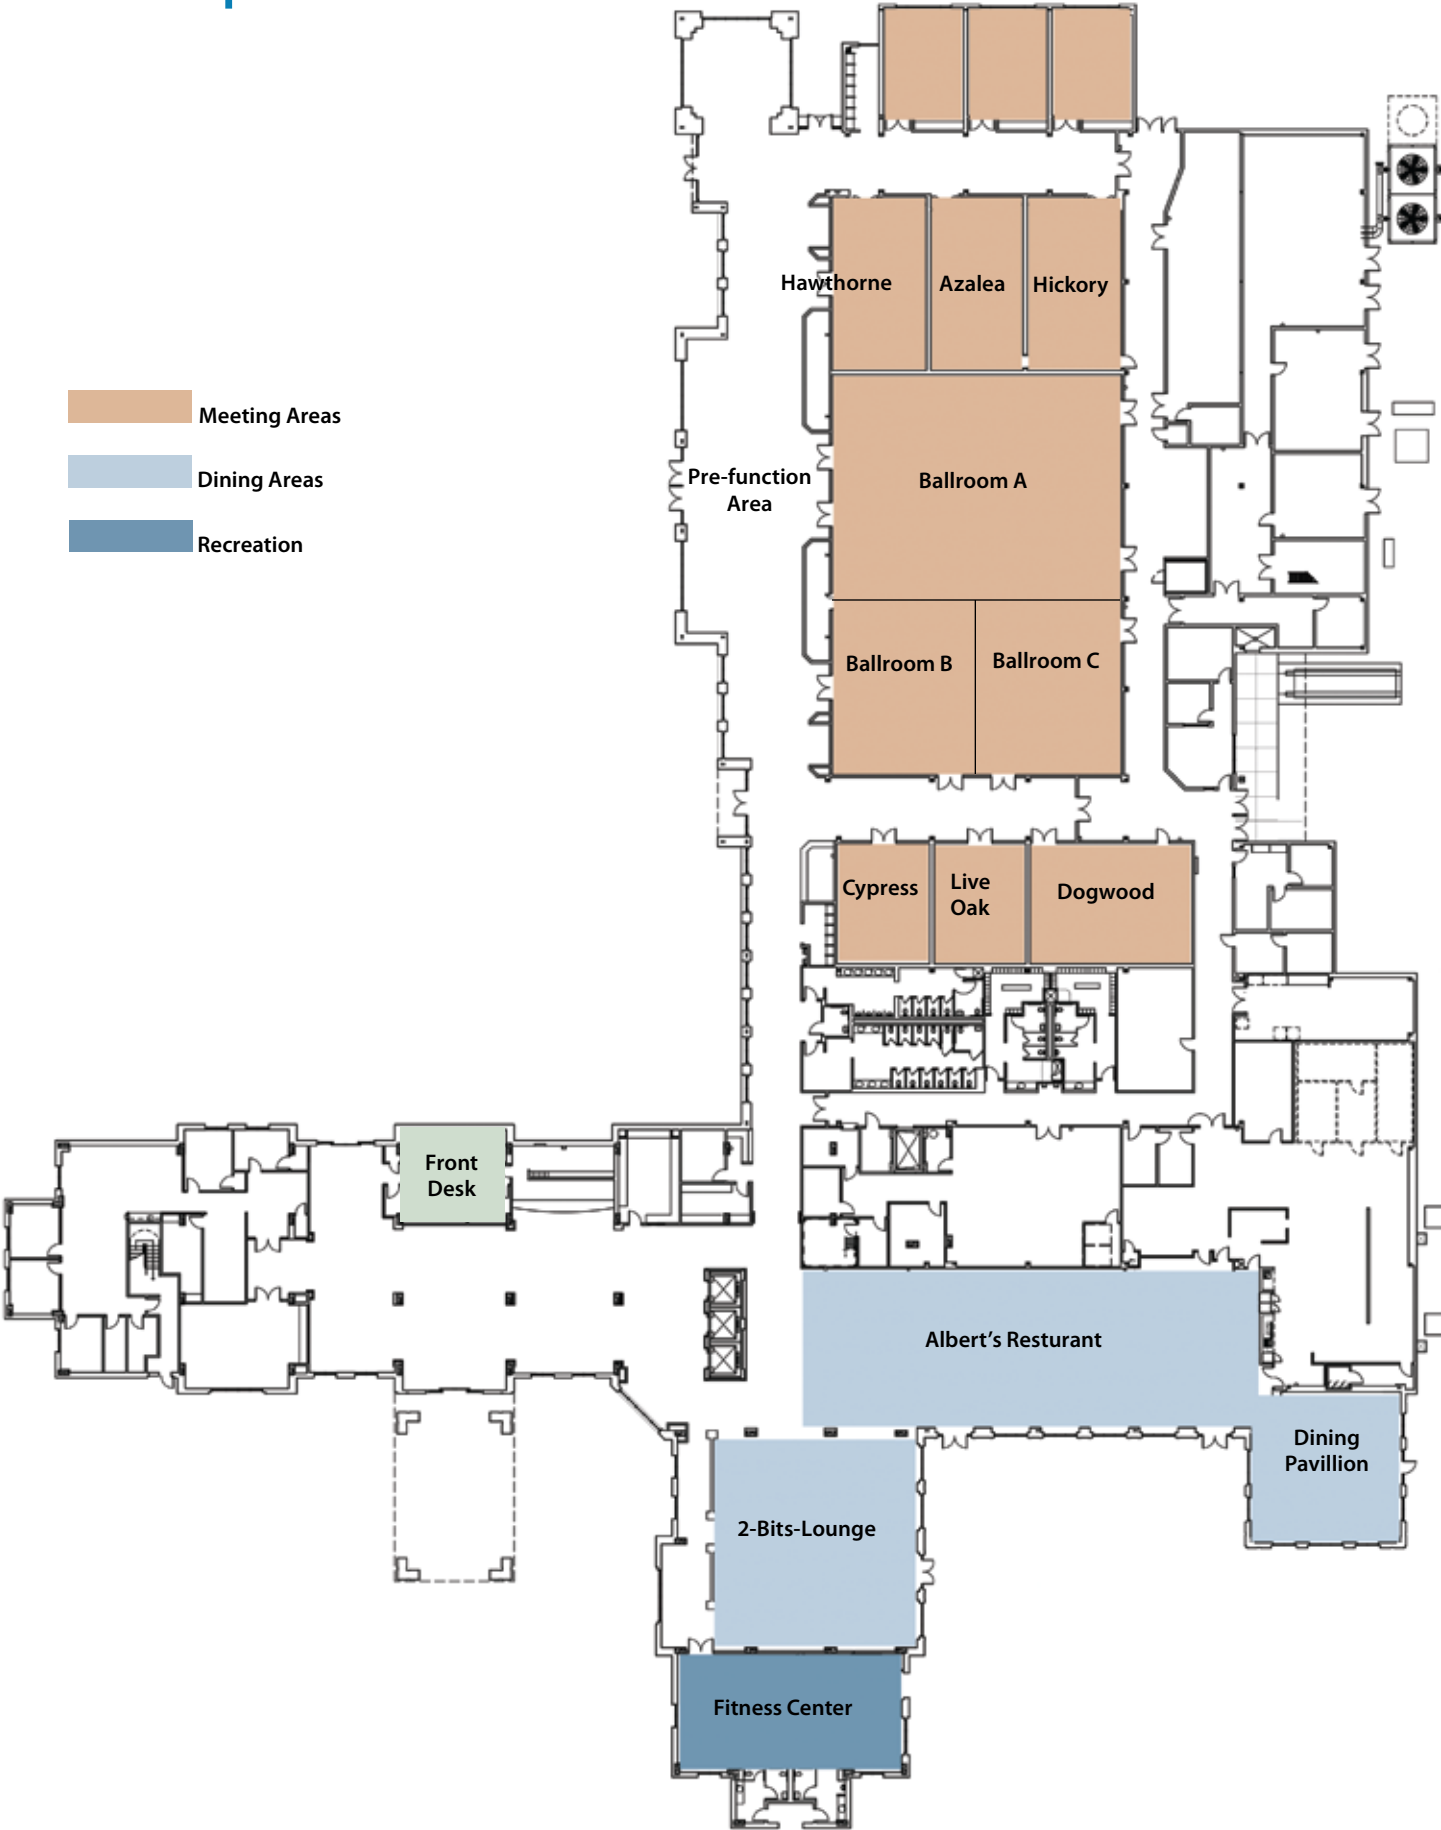 Hawthorne
Azalea
Hickory
Meeting Areas
Dining Areas
Recreation
Pre-function
Area
Ballroom A
Ballroom B
Ballroom C
Cypress
Live
Oak
Dogwood
Front
Desk
Albert's Resturant
Dining
Pavillion
2-Bits-Lounge
Fitness Center